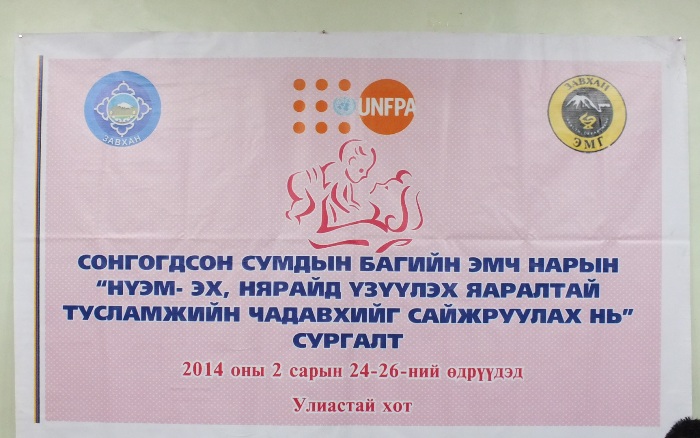 UNFPA
ЗАВХАН
ЗАВХАН
ЭМГ
СОНГОГДСОН СУМДЫН БАГИЙН ЭМЧ НАРЫН
“НҮЭМ- ЭХ, НЯРАЙД ҮЗҮҮЛЭХ ЯАРАЛТАЙ
ТУСЛАМЖИЙН ЧАДАВХИЙГ САЙЖРУУЛАХ НЬ”
СУРГАЛТ
2014 оны 2 сарын 24-26-ний өдрүүдэд
Улиастай хот